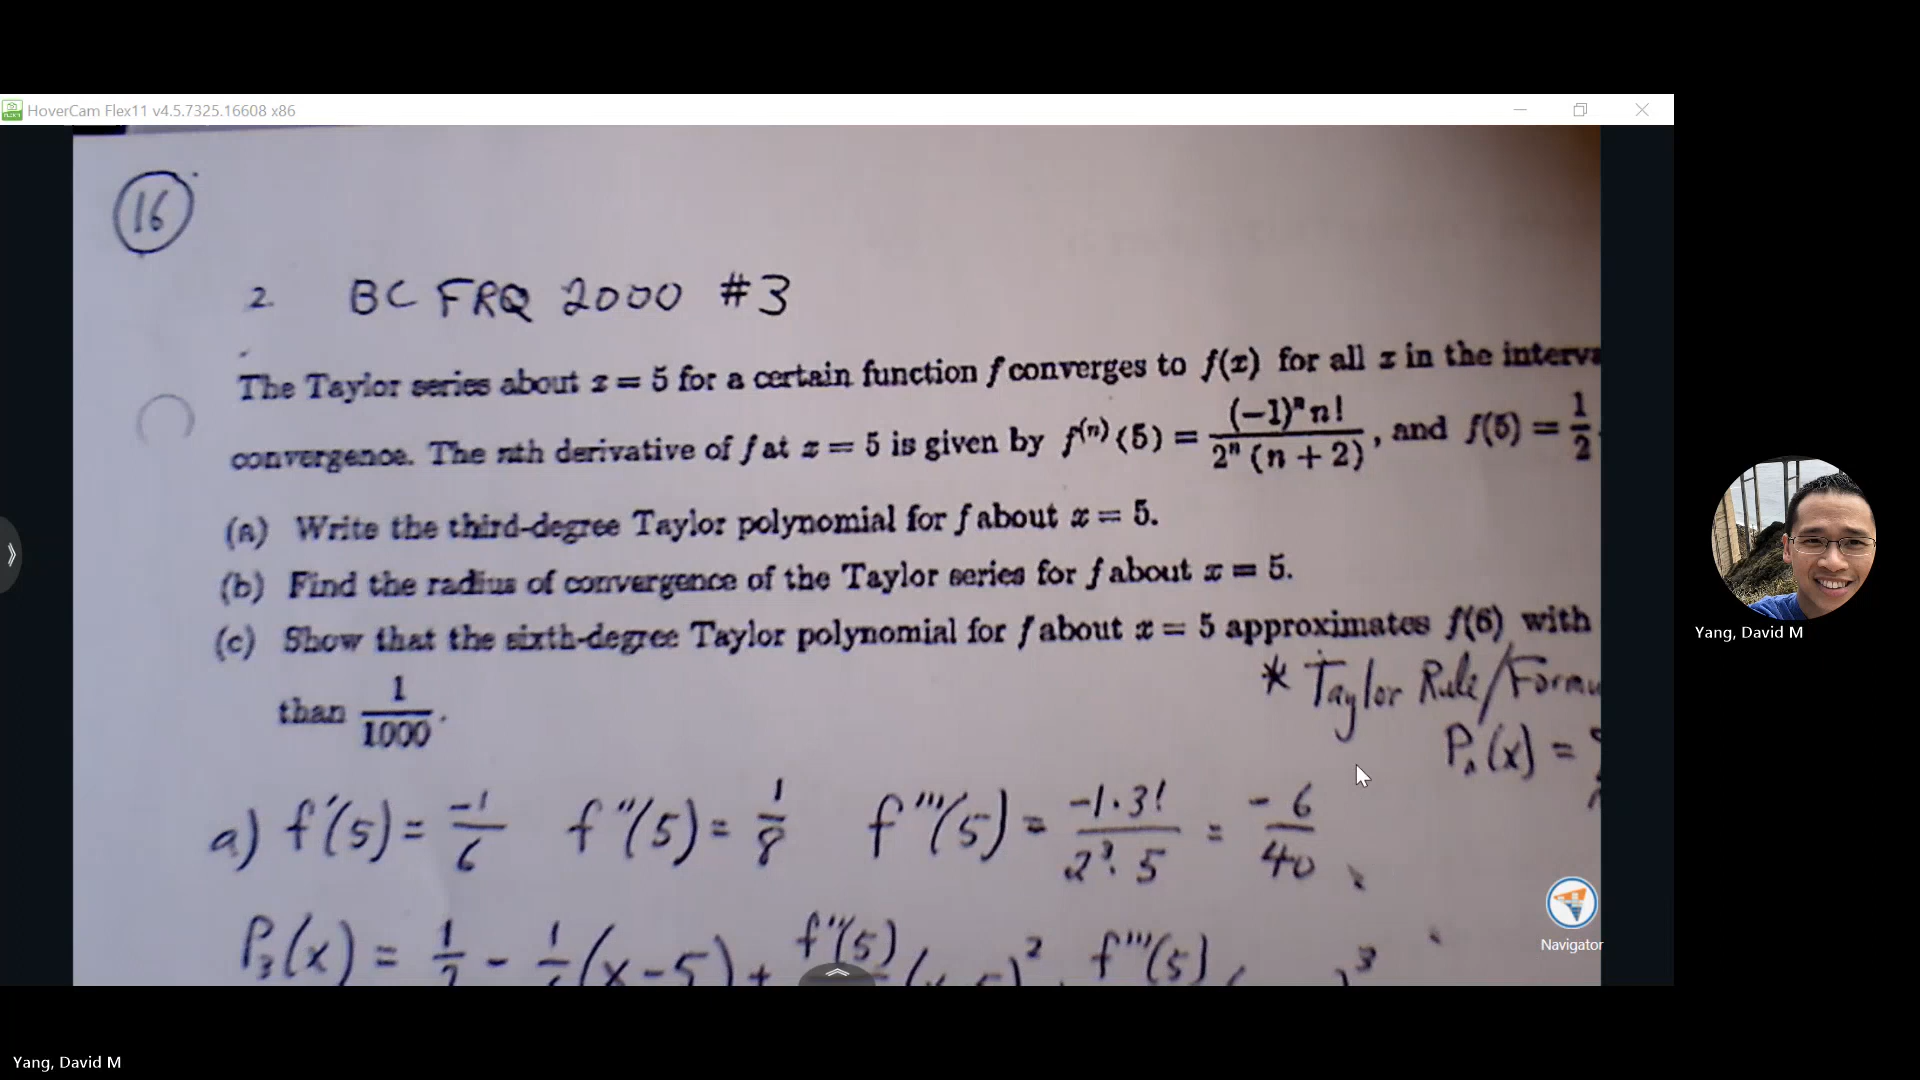 HoverCam Flex11 v4.5.7325.16608 x86
16
2. BC FRQ 2000 #3
The Taylor series about x = 5 for a certain function f converges to f(x) for all x in the interva
convergence. The nth derivative of f at x = 5 is given by f^(n)(5) = (-1)^n n! / 2^n (n + 2), and f(5) = 1/2.
(a) Write the third-degree Taylor polynomial for f about x = 5.
(b) Find the radius of convergence of the Taylor series for f about x = 5.
(c) Show that the sixth-degree Taylor polynomial for f about x = 5 approximates f(6) with
than 1/1000.
* Taylor Rule/Formu
Pₙ(x) =
a) f'(5) = -1/6 f''(5) = 1/8 f'''(5) = -1·3!/2³·5 = -6/40
P₃(x) = 1/2 - 1/6(x-5) + f''(5) )² f'''(5) )³
Navigator
Yang, David M
Yang, David M